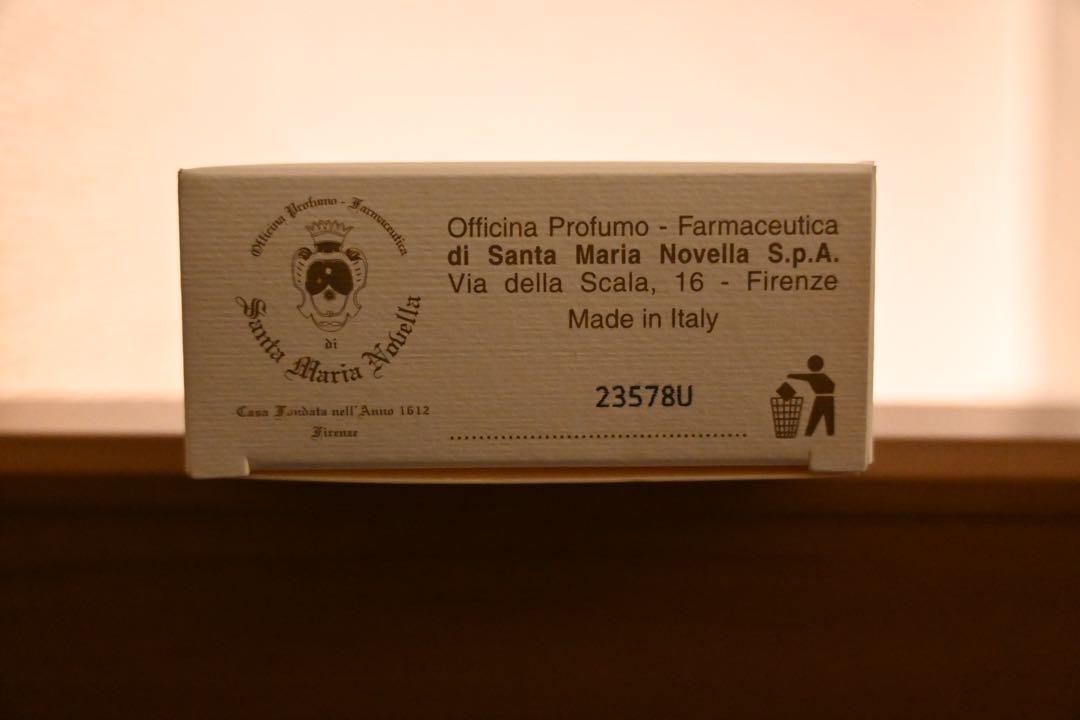 Officina Profumo - Farmaceutica
di
Santa Maria Novella
Casa Fondata nell'Anno 1612
Firenze
Officina Profumo - Farmaceutica
di Santa Maria Novella S.p.A.
Via della Scala, 16 - Firenze
Made in Italy
23578U